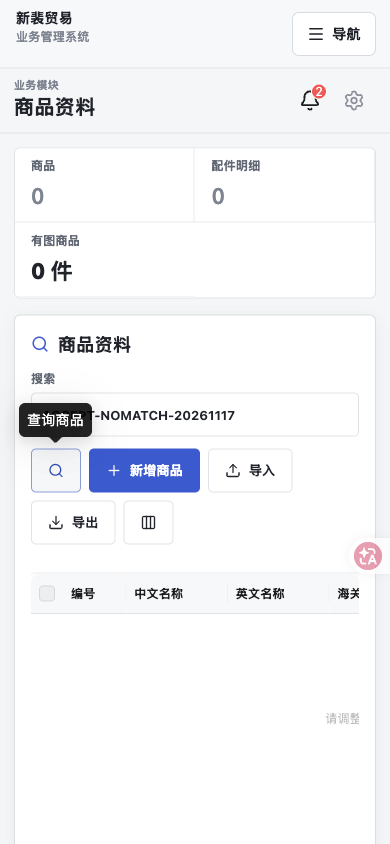 新裴贸易
业务管理系统
导航
业务模块
商品资料
2
商品
0
配件明细
0
有图商品
0 件
商品资料
搜索
查询商品
T-NOMATCH-20261117
新增商品
导入
导出
编号
中文名称
英文名称
海关
请调整